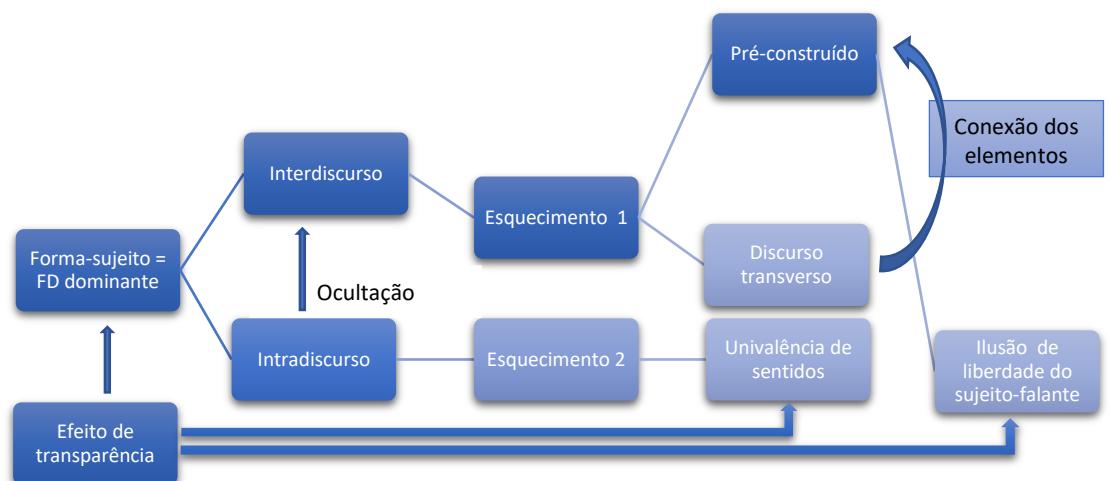 Pré-construído
Conexão dos
elementos
Interdiscurso
Esquecimento 1
Forma-sujeito =
FD dominante
Discurso
transverso
Ocultação
Intradiscurso
Esquecimento 2
Univalência de
sentidos
Ilusão de
liberdade do
sujeito-falante
Efeito de
transparência